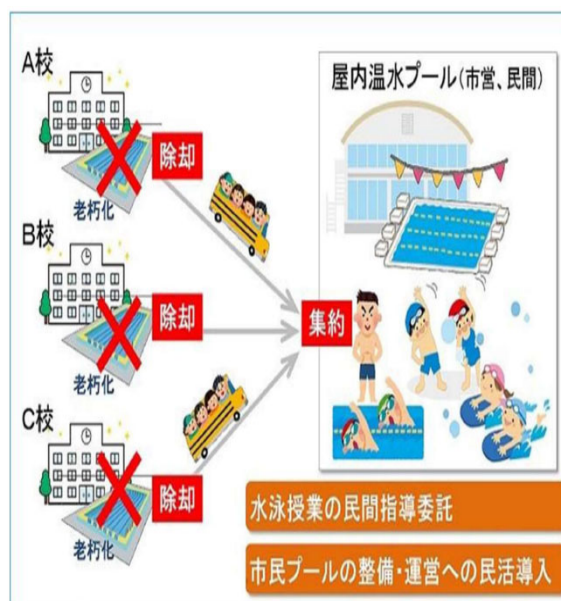 A校
除却
老朽化
B校
除却
老朽化
C校
除却
老朽化
集約
屋内温水プール(市営、民間)
水泳授業の民間指導委託
市民プールの整備・運営への民活導入